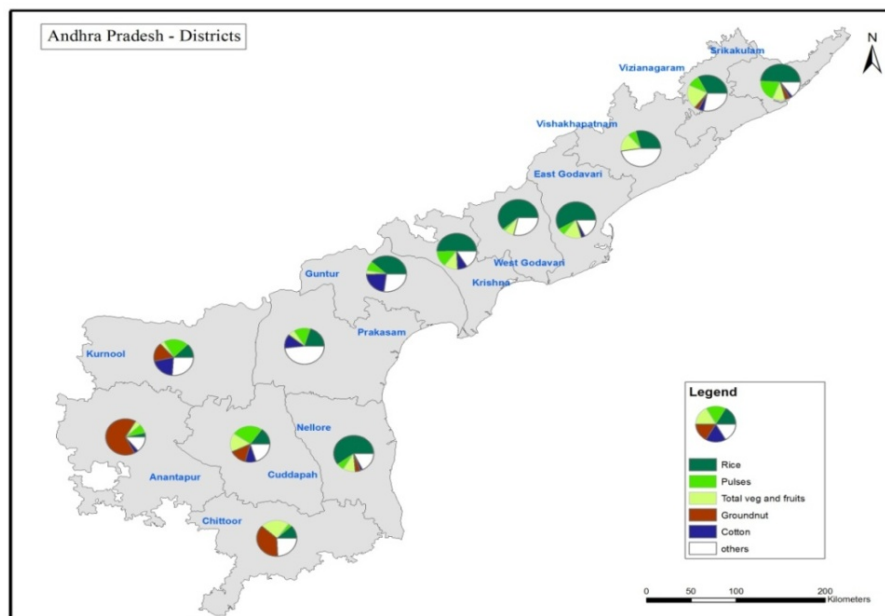 Andhra Pradesh - Districts
N
Srikakulam
Vizianagaram
Vishakhapatnam
East Godavari
West Godavari
Krishna
Guntur
Prakasam
Kurnool
Nellore
Anantapur
Cuddapah
Chittoor
Legend
Rice
Pulses
Total veg and fruits
Groundnut
Cotton
others
0 50 100 200
Kilometers